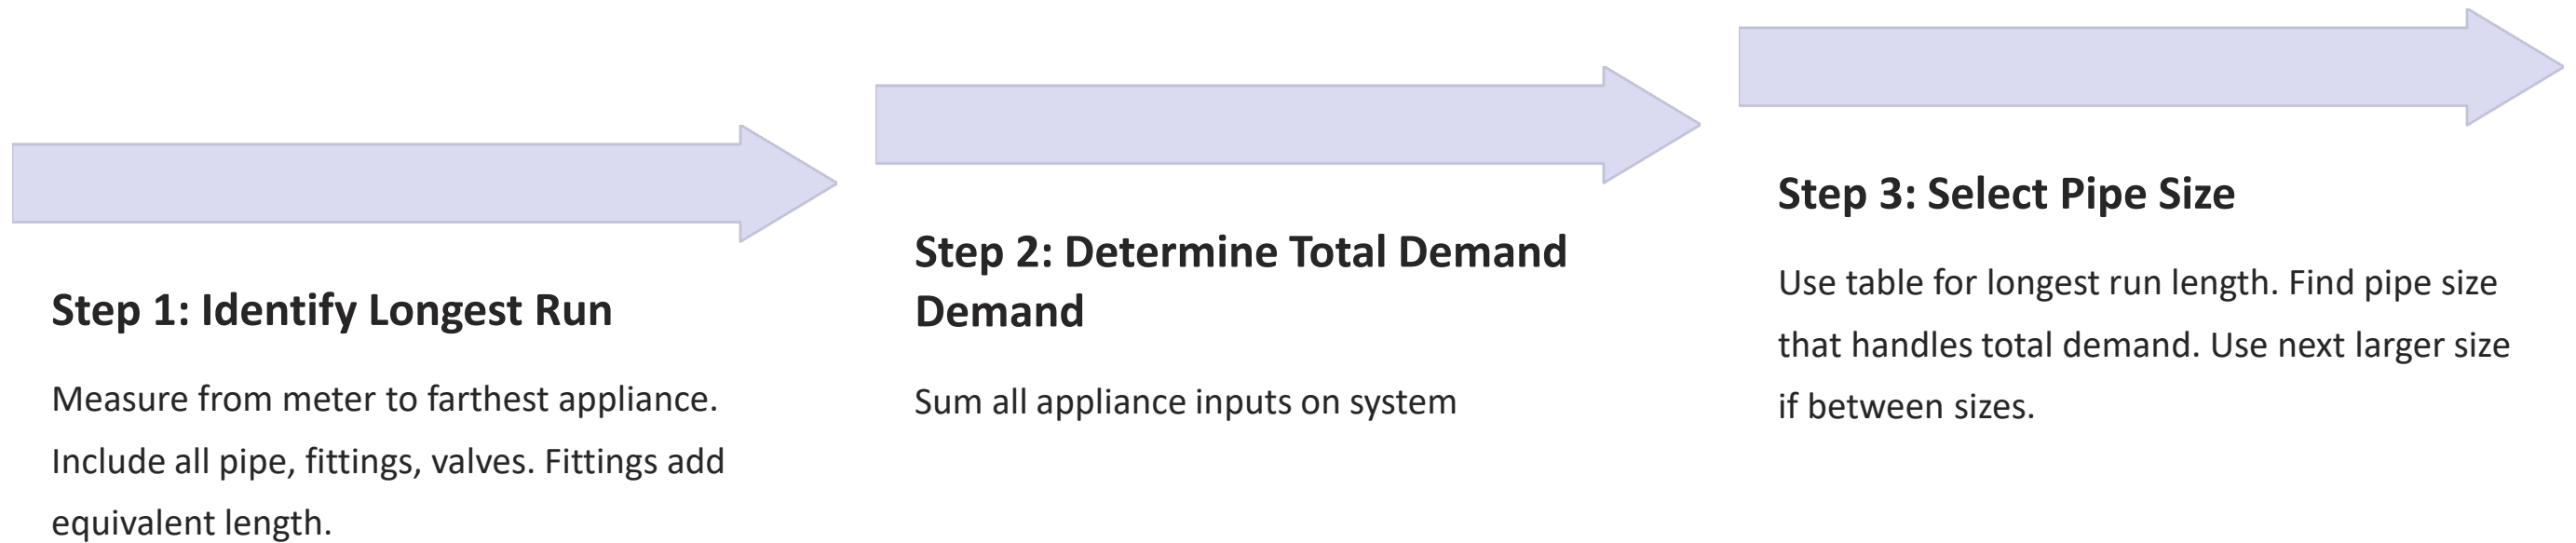 Step 1: Identify Longest Run
Measure from meter to farthest appliance.
Include all pipe, fittings, valves. Fittings add
equivalent length.
Step 2: Determine Total Demand
Demand
Sum all appliance inputs on system
Step 3: Select Pipe Size
Use table for longest run length. Find pipe size
that handles total demand. Use next larger size
if between sizes.